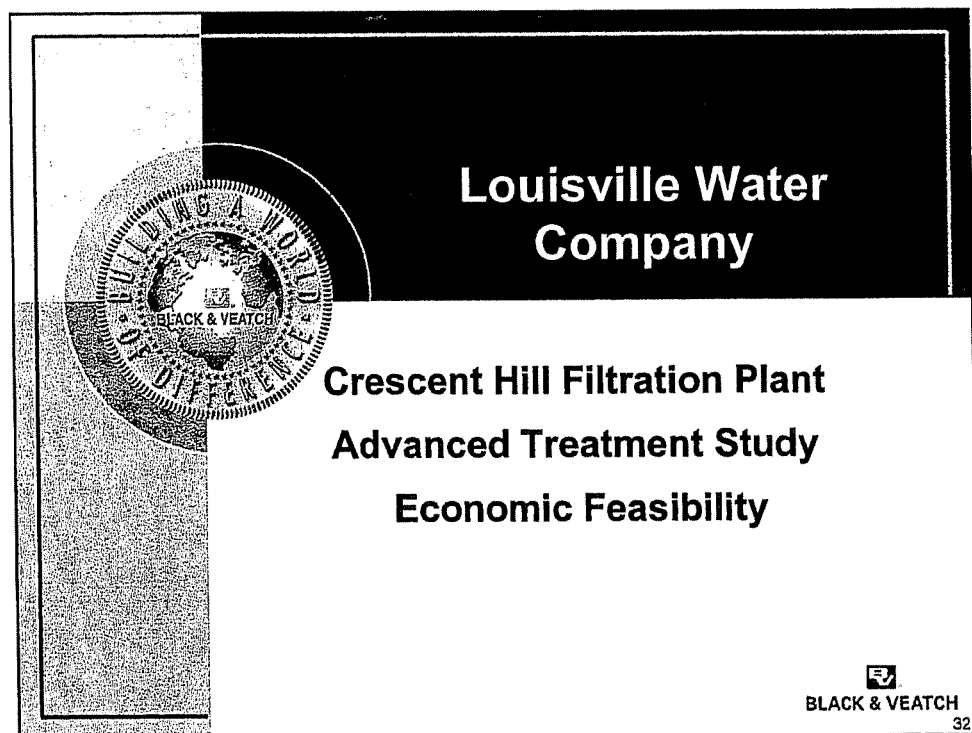 Louisville Water
Company
BUILDING A WORLD
OF DIFFERENCE
BLACK & VEATCH
Crescent Hill Filtration Plant
Advanced Treatment Study
Economic Feasibility
BLACK & VEATCH
32